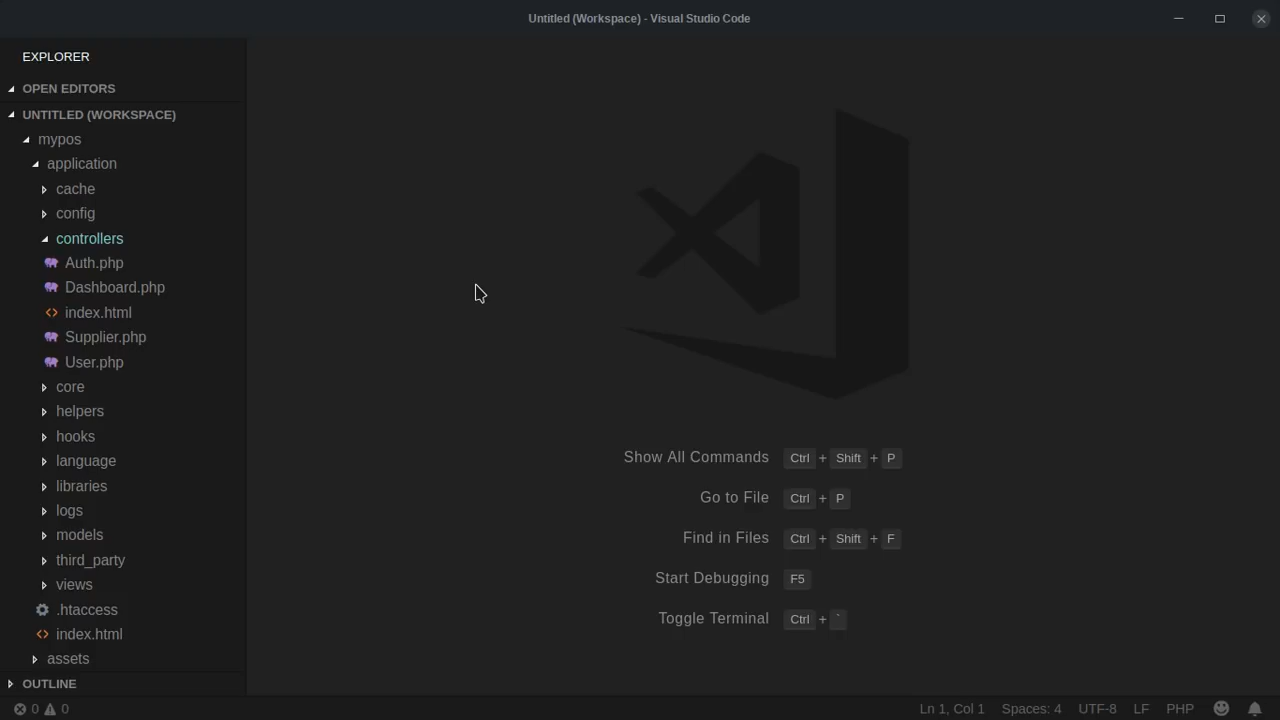 Untitled (Workspace) - Visual Studio Code
EXPLORER
OPEN EDITORS
UNTITLED (WORKSPACE)
mypos
application
cache
config
controllers
Auth.php
Dashboard.php
index.html
Supplier.php
User.php
core
helpers
hooks
language
libraries
logs
models
third_party
views
.htaccess
index.html
assets
OUTLINE
Show All Commands Ctrl + Shift + P
Go to File Ctrl + P
Find in Files Ctrl + Shift + F
Start Debugging F5
Toggle Terminal Ctrl + `
0 0 Ln 1, Col 1 Spaces: 4 UTF-8 LF PHP